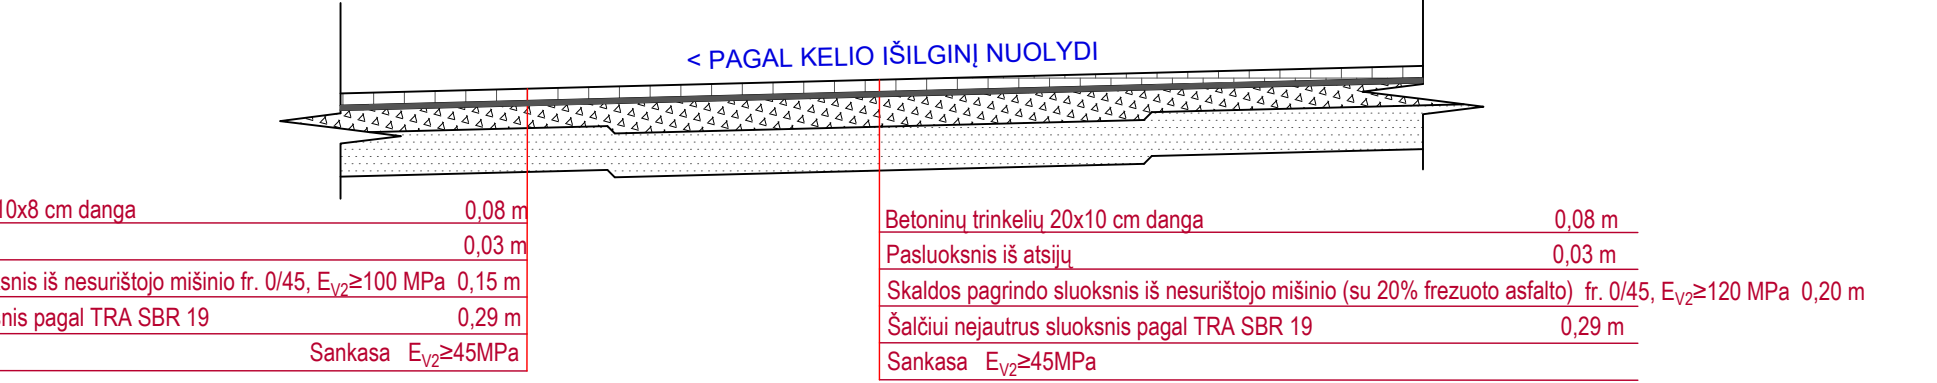 < PAGAL KELIO IŠILGINĮ NUOLYDI
10x8 cm danga 0,08 m
0,03 m
snis iš nesurištojo mišinio fr. 0/45, EV2≥100 MPa 0,15 m
snis pagal TRA SBR 19 0,29 m
Sankasa EV2≥45MPa
Betoninų trinkelių 20x10 cm danga 0,08 m
Pasluoksnis iš atsijų 0,03 m
Skaldos pagrindo sluoksnis iš nesurištojo mišinio (su 20% frezuoto asfalto) fr. 0/45, EV2≥120 MPa 0,20 m
Šalčiui nejautrus sluoksnis pagal TRA SBR 19 0,29 m
Sankasa EV2≥45MPa